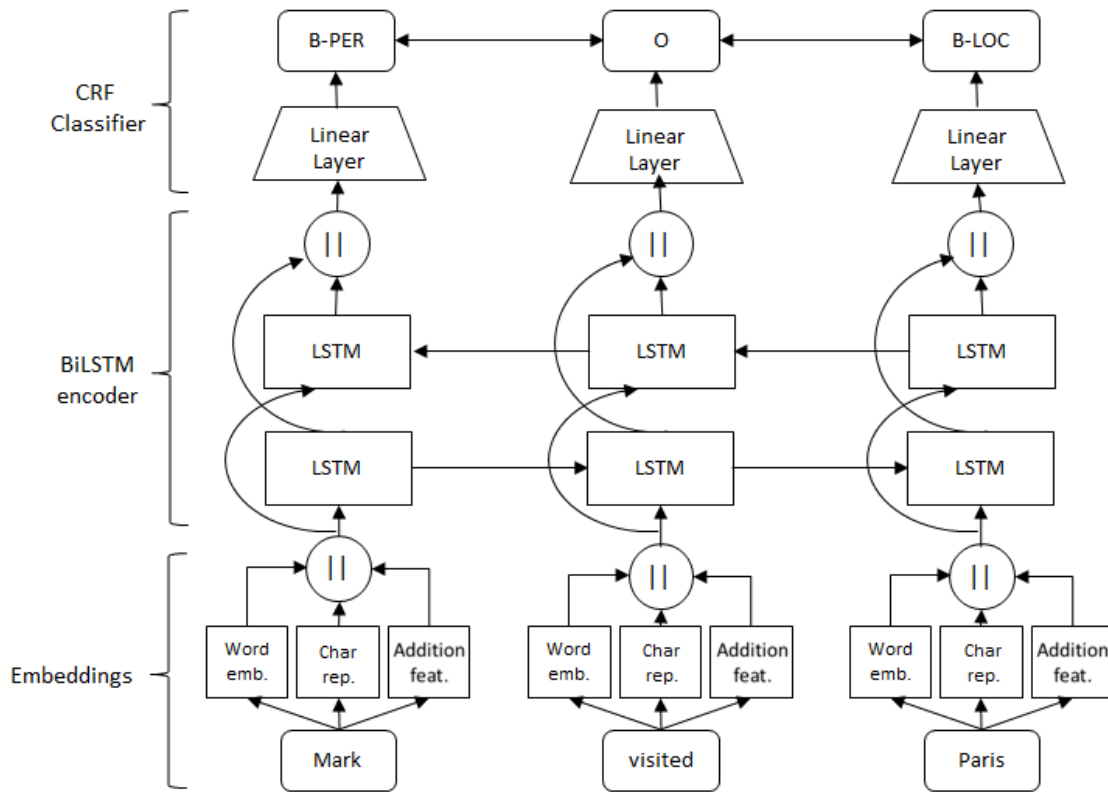 B-PER
O
B-LOC
CRF
Classifier
Linear
Layer
Linear
Layer
Linear
Layer
||
||
||
BiLSTM
encoder
LSTM
LSTM
LSTM
LSTM
LSTM
LSTM
||
||
||
Embeddings
Word
emb.
Char
rep.
Addition
feat.
Word
emb.
Char
rep.
Addition
feat.
Word
emb.
Char
rep.
Addition
feat.
Mark
visited
Paris